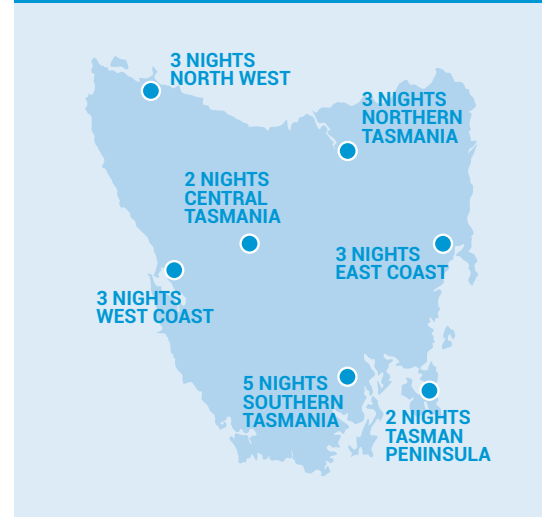 3 NIGHTS
NORTH WEST
3 NIGHTS
NORTHERN
TASMANIA
2 NIGHTS
CENTRAL
TASMANIA
3 NIGHTS
EAST COAST
3 NIGHTS
WEST COAST
5 NIGHTS
SOUTHERN
TASMANIA
2 NIGHTS
TASMAN
PENINSULA